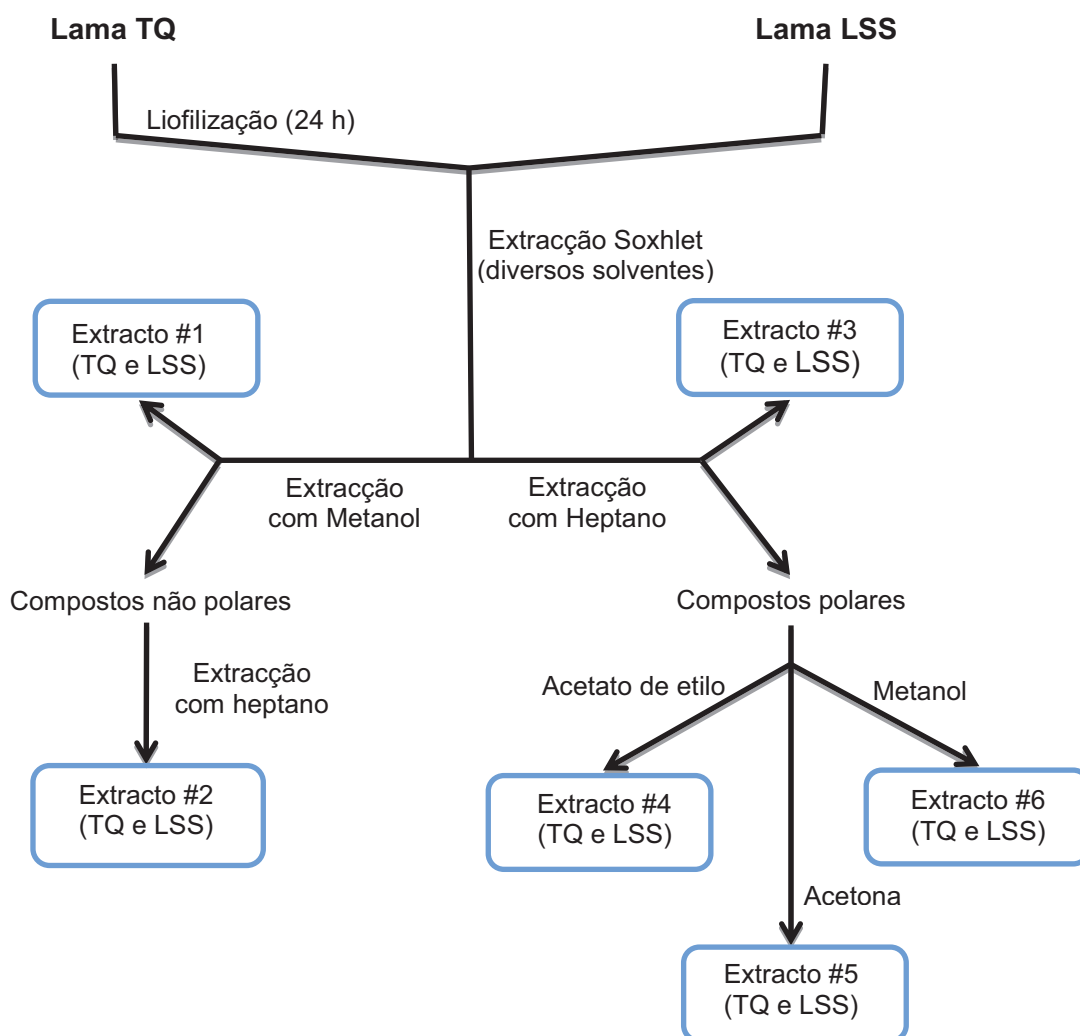 Lama TQ
Lama LSS
Liofilização (24 h)
Extracção Soxhlet
(diversos solventes)
Extracto #1
(TQ e LSS)
Extracto #3
(TQ e LSS)
Extracção
com Metanol
Extracção
com Heptano
Compostos não polares
Compostos polares
Extracção
com heptano
Acetato de etilo
Metanol
Extracto #2
(TQ e LSS)
Extracto #4
(TQ e LSS)
Extracto #6
(TQ e LSS)
Acetona
Extracto #5
(TQ e LSS)